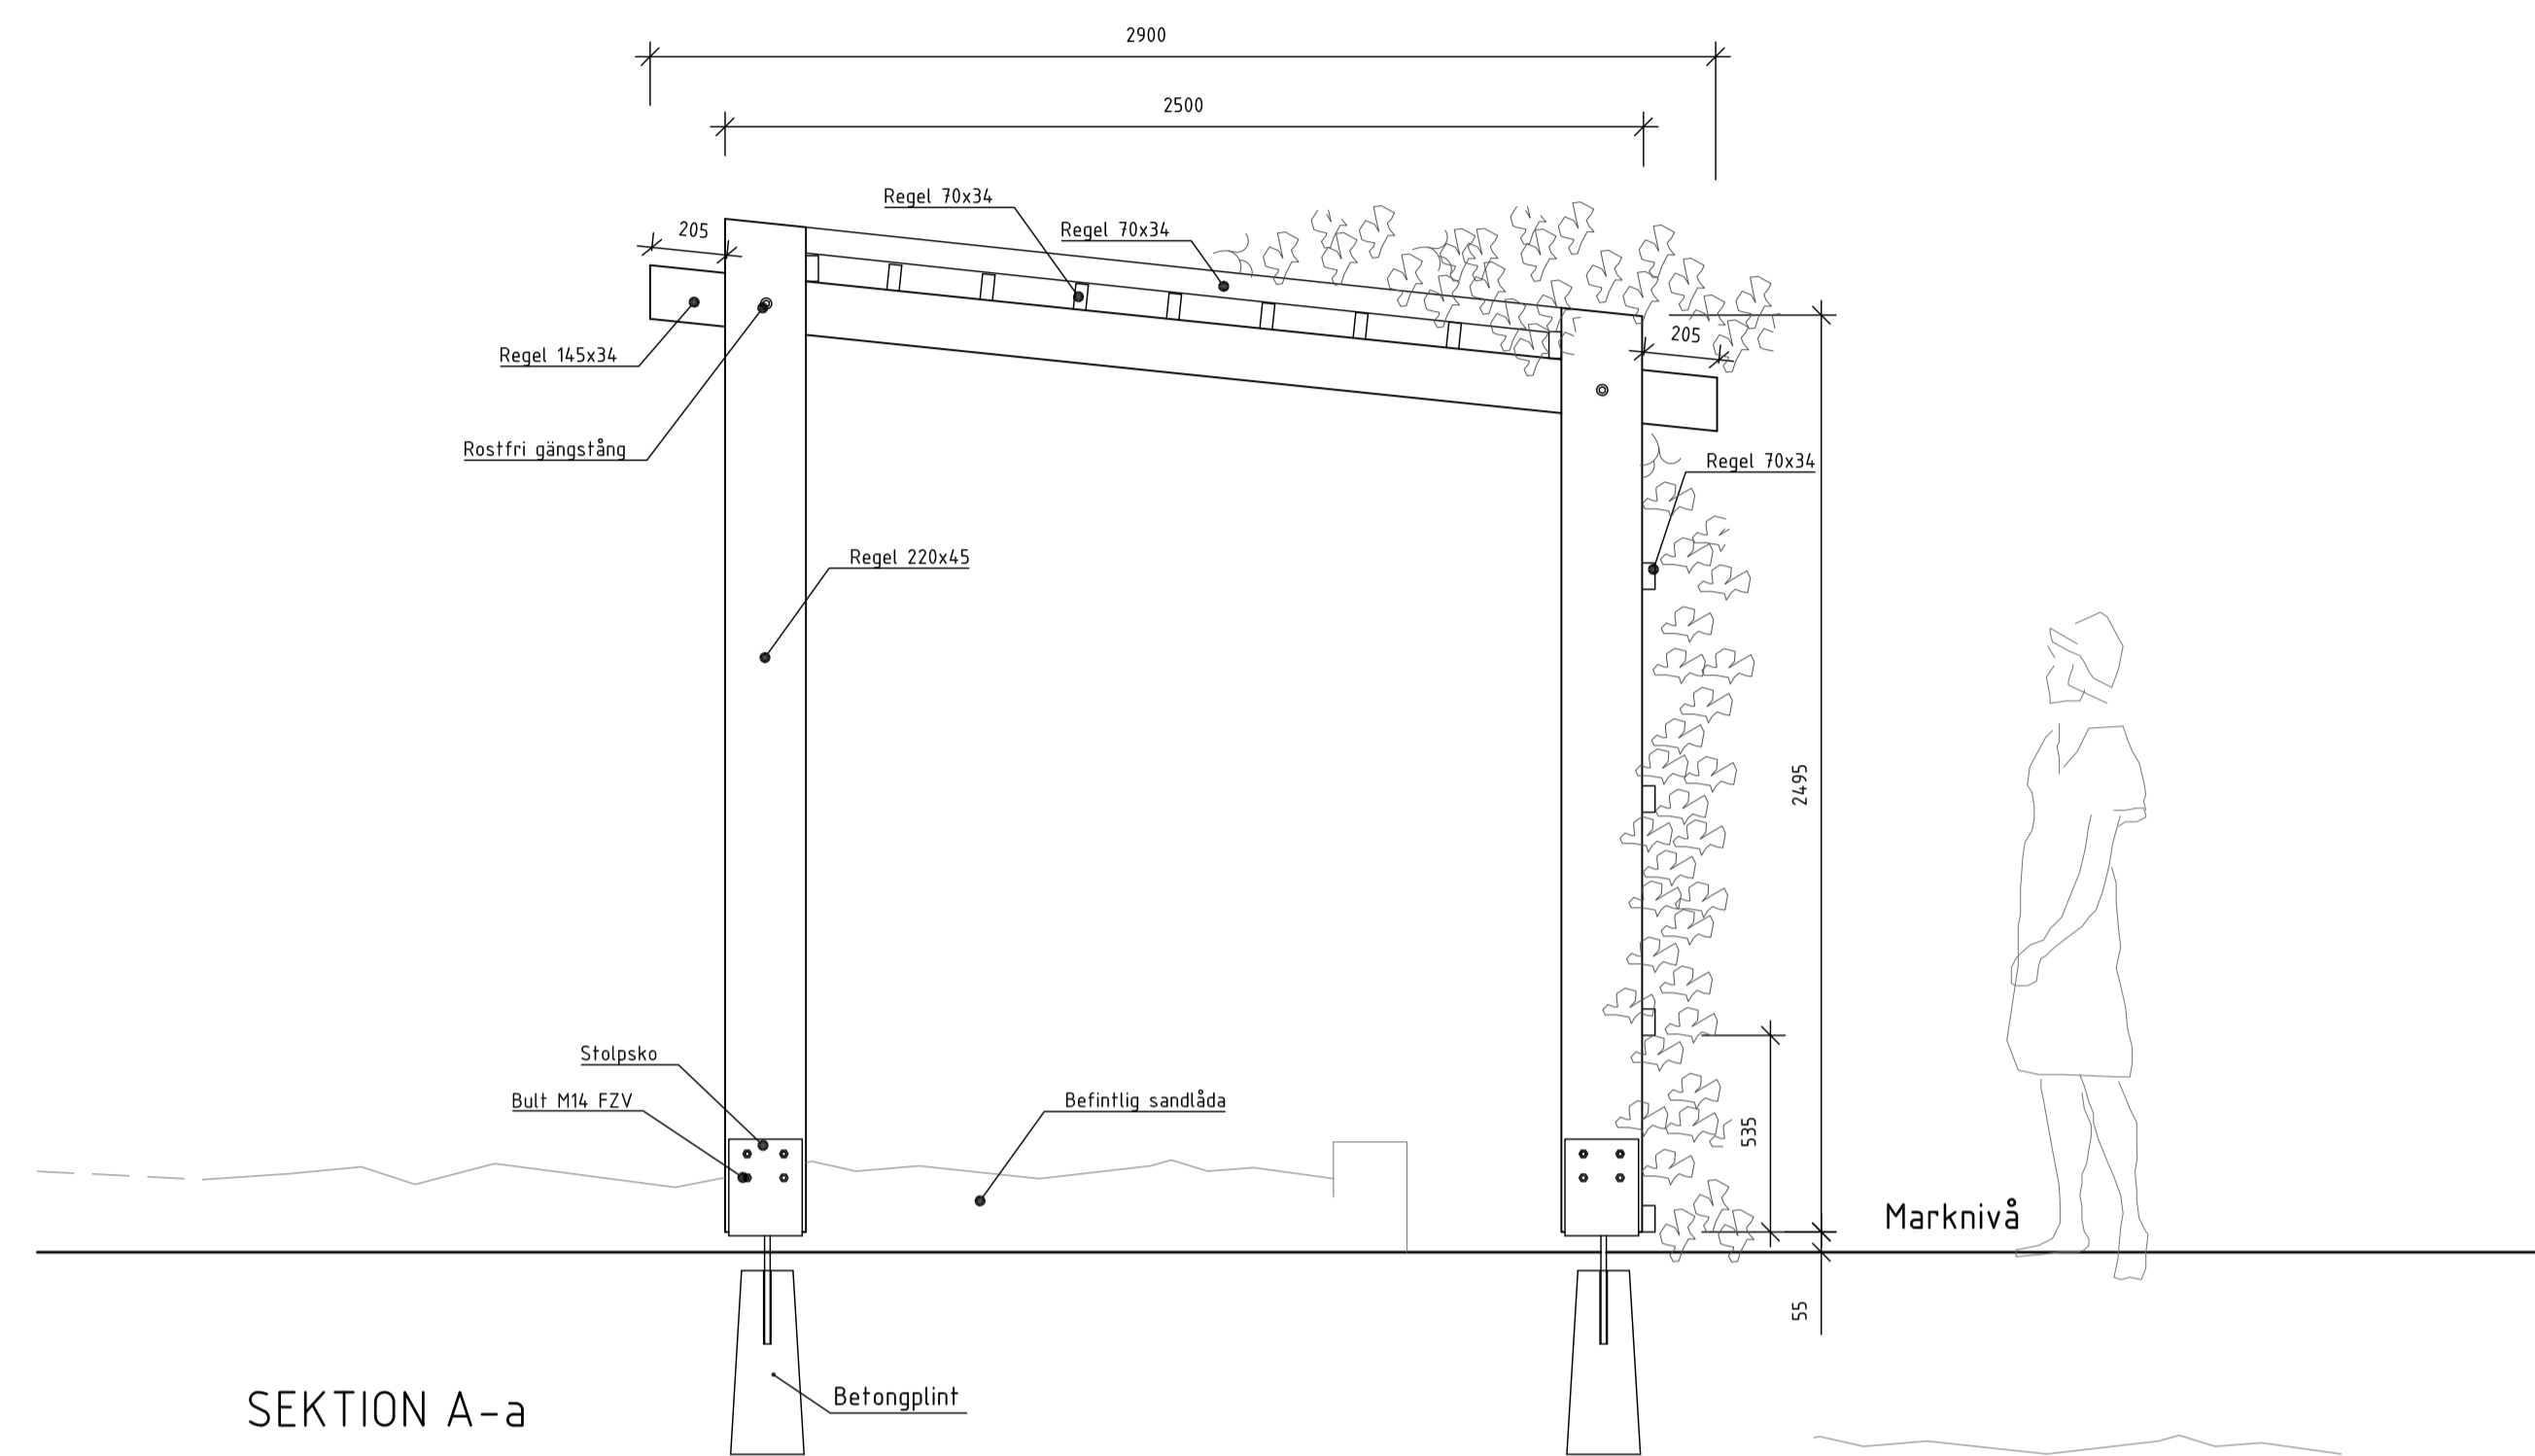 2900
2500
Regel 70x34
Regel 70x34
205
205
Regel 145x34
Rostfri gängstång
Regel 70x34
Regel 220x45
2495
Stolpsko
Bult M14 FZV
Befintlig sandlåda
535
Marknivå
55
Betongplint
SEKTION A-a